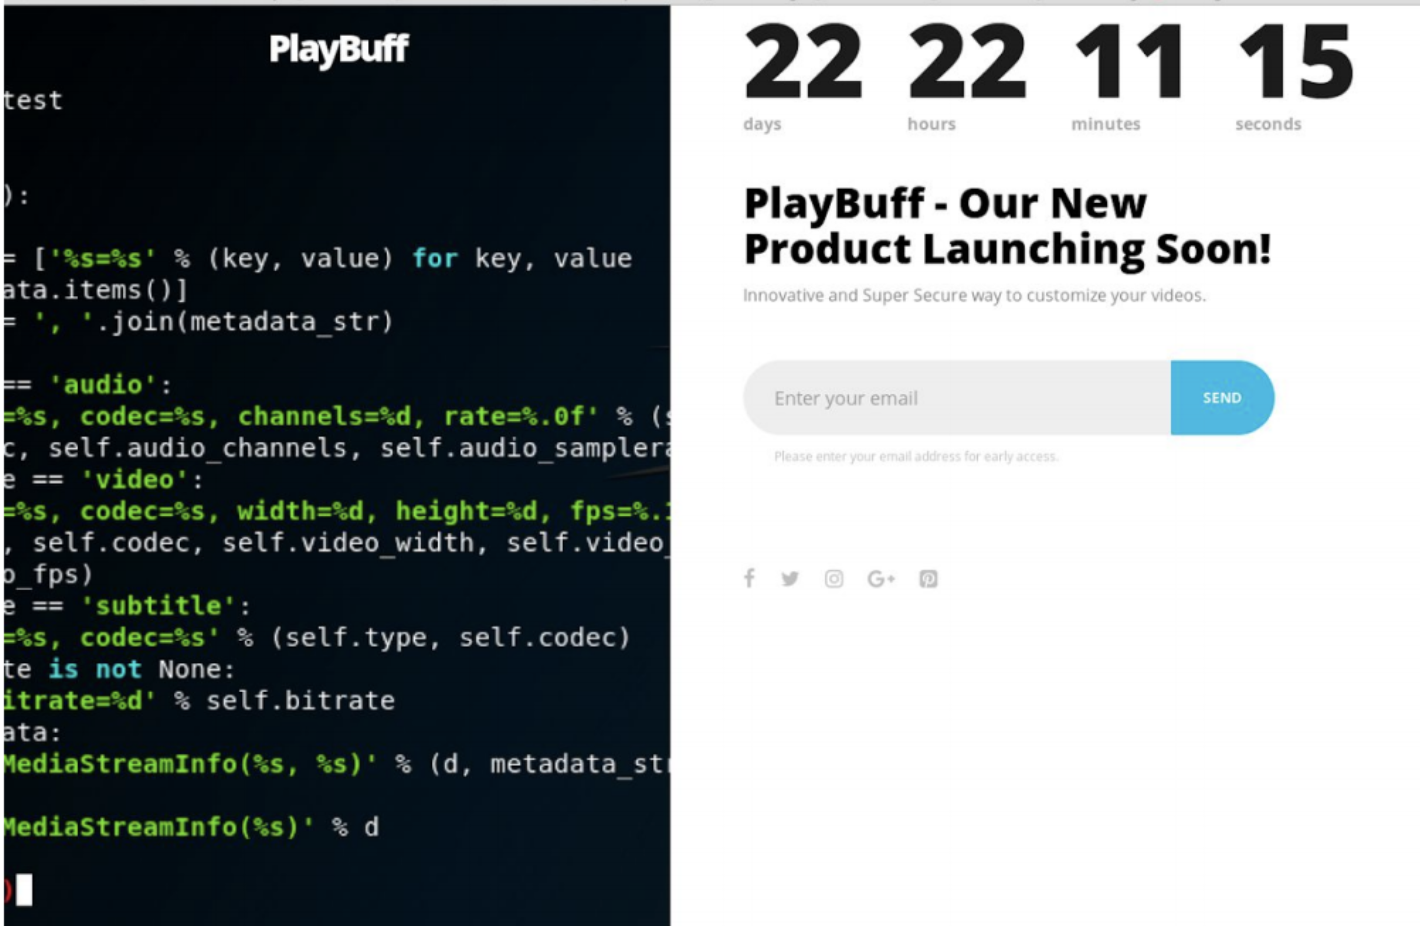 PlayBuff
test
):
= ['%s=%s' % (key, value) for key, value
ata.items()]
= ', '.join(metadata_str)
== 'audio':
=%s, codec=%s, channels=%d, rate=%.0f' % (s
c, self.audio_channels, self.audio_samplera
e == 'video':
=%s, codec=%s, width=%d, height=%d, fps=%.
, self.codec, self.video_width, self.video_
o_fps)
e == 'subtitle':
=%s, codec=%s' % (self.type, self.codec)
te is not None:
itrate=%d' % self.bitrate
ata:
MediaStreamInfo(%s, %s)' % (d, metadata_str
MediaStreamInfo(%s)' % d
)
22 22 11 15
days hours minutes seconds
PlayBuff - Our New
Product Launching Soon!
Innovative and Super Secure way to customize your videos.
Enter your email SEND
Please enter your email address for early access.